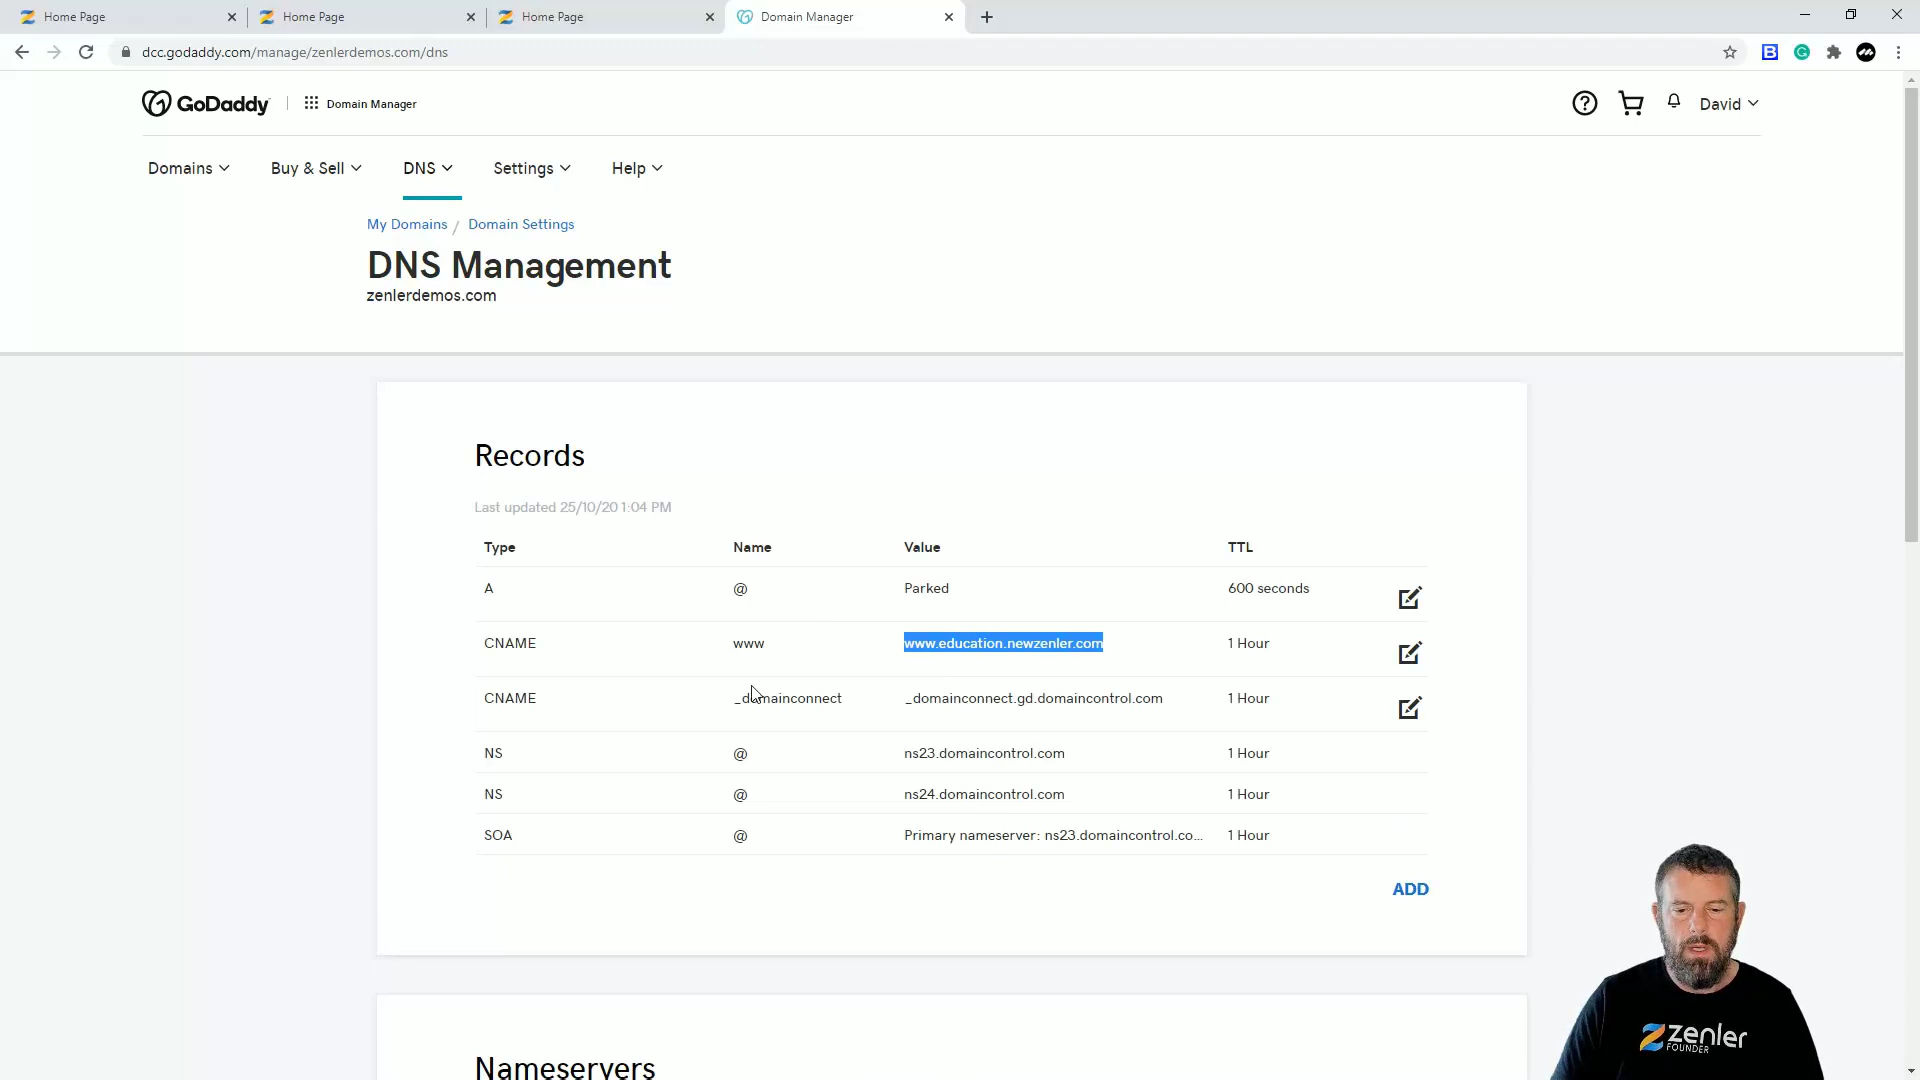 Home Page
Home Page
Home Page
Domain Manager
dcc.godaddy.com/manage/zenlerdemos.com/dns
GoDaddy
Domain Manager
David
Domains
Buy & Sell
DNS
Settings
Help
My Domains / Domain Settings
DNS Management
zenlerdemos.com
Records
Last updated 25/10/20 1:04 PM
Type Name Value TTL
A @ Parked 600 seconds
CNAME www www.education.newzenler.com 1 Hour
CNAME _domainconnect _domainconnect.gd.domaincontrol.com 1 Hour
NS @ ns23.domaincontrol.com 1 Hour
NS @ ns24.domaincontrol.com 1 Hour
SOA @ Primary nameserver: ns23.domaincontrol.co... 1 Hour
ADD
Nameservers
zenler
FOUNDER